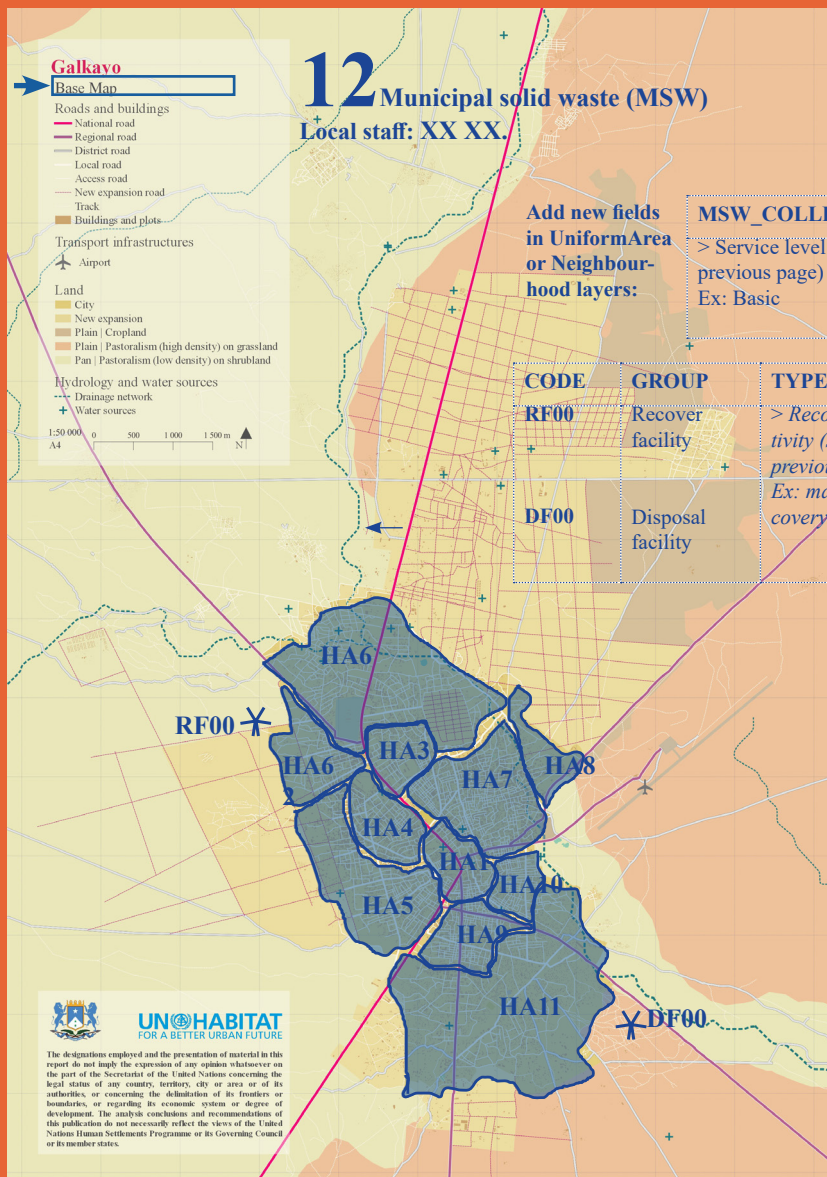 Galkayo
Base Map
Roads and buildings
National road
Regional road
District road
Local road
Access road
New expansion road
Track
Buildings and plots
Transport infrastructures
Airport
Land
City
New expansion
Plain | Cropland
Plain | Pastoralism (high density) on grassland
Pan | Pastoralism (low density) on shrubland
Hydrology and water sources
Drainage network
Water sources
1:50 000 0 500 1 000 1 500 m N
A4
12 Municipal solid waste (MSW)
Local staff: XX XX.
Add new fields
in UniformArea
or Neighbour-
hood layers:
MSW_COLLE
> Service level
previous page)
Ex: Basic
CODE GROUP TYPE
RF00 Recover
facility
> Reco
tivity (
previou
Ex: ma
covery
DF00 Disposal
facility
HA6
RF00
HA3
HA6
2
HA7
HA8
HA4
HA1
HA10
HA5
HA9
HA11
DF00
UN HABITAT
FOR A BETTER URBAN FUTURE
The designations employed and the presentation of material in this
report do not imply the expression of any opinion whatsoever on
the part of the Secretariat of the United Nations concerning the
legal status of any country, territory, city or area or of its
authorities, or concerning the delimitation of its frontiers or
boundaries, or regarding its economic system or degree of
development. The analysis conclusions and recommendations of
this publication do not necessarily reflect the views of the United
Nations Human Settlements Programme or its Governing Council
or its member states.